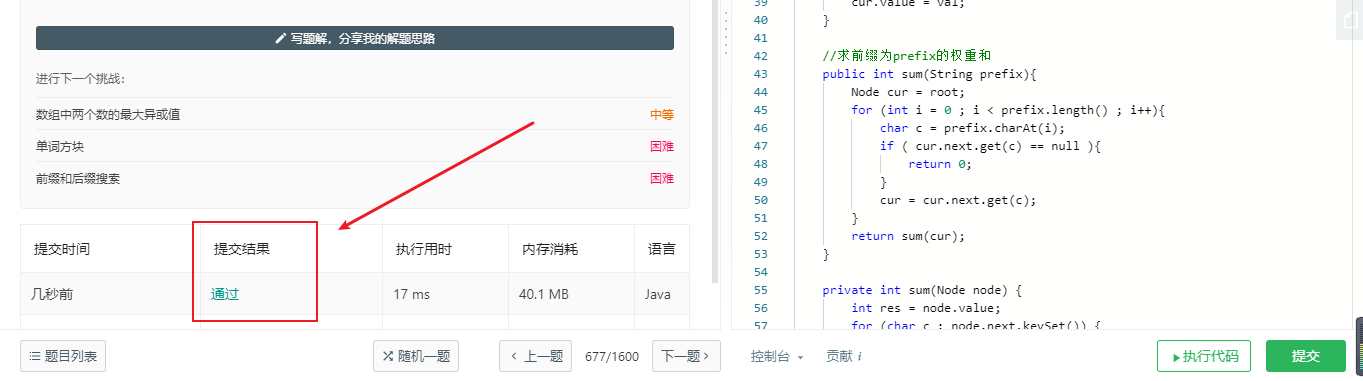 写题解，分享我的解题思路
进行下一个挑战：
数组中两个数的最大异或值 中等
单词方块 困难
前缀和后缀搜索 困难
提交时间 提交结果 执行用时 内存消耗 语言
几秒前 通过 17 ms 40.1 MB Java
题目列表 随机一题 上一题 677/1600 下一题
39 cur.value = val;
40 }
41
42 //求前缀为prefix的权重和
43 public int sum(String prefix){
44 Node cur = root;
45 for (int i = 0 ; i < prefix.length() ; i++){
46 char c = prefix.charAt(i);
47 if ( cur.next.get(c) == null ){
48 return 0;
49 }
50 cur = cur.next.get(c);
51 }
52 return sum(cur);
53 }
54
55 private int sum(Node node) {
56 int res = node.value;
57 for (char c : node.next.keySet()) {
控制台 贡献 i 执行代码 提交